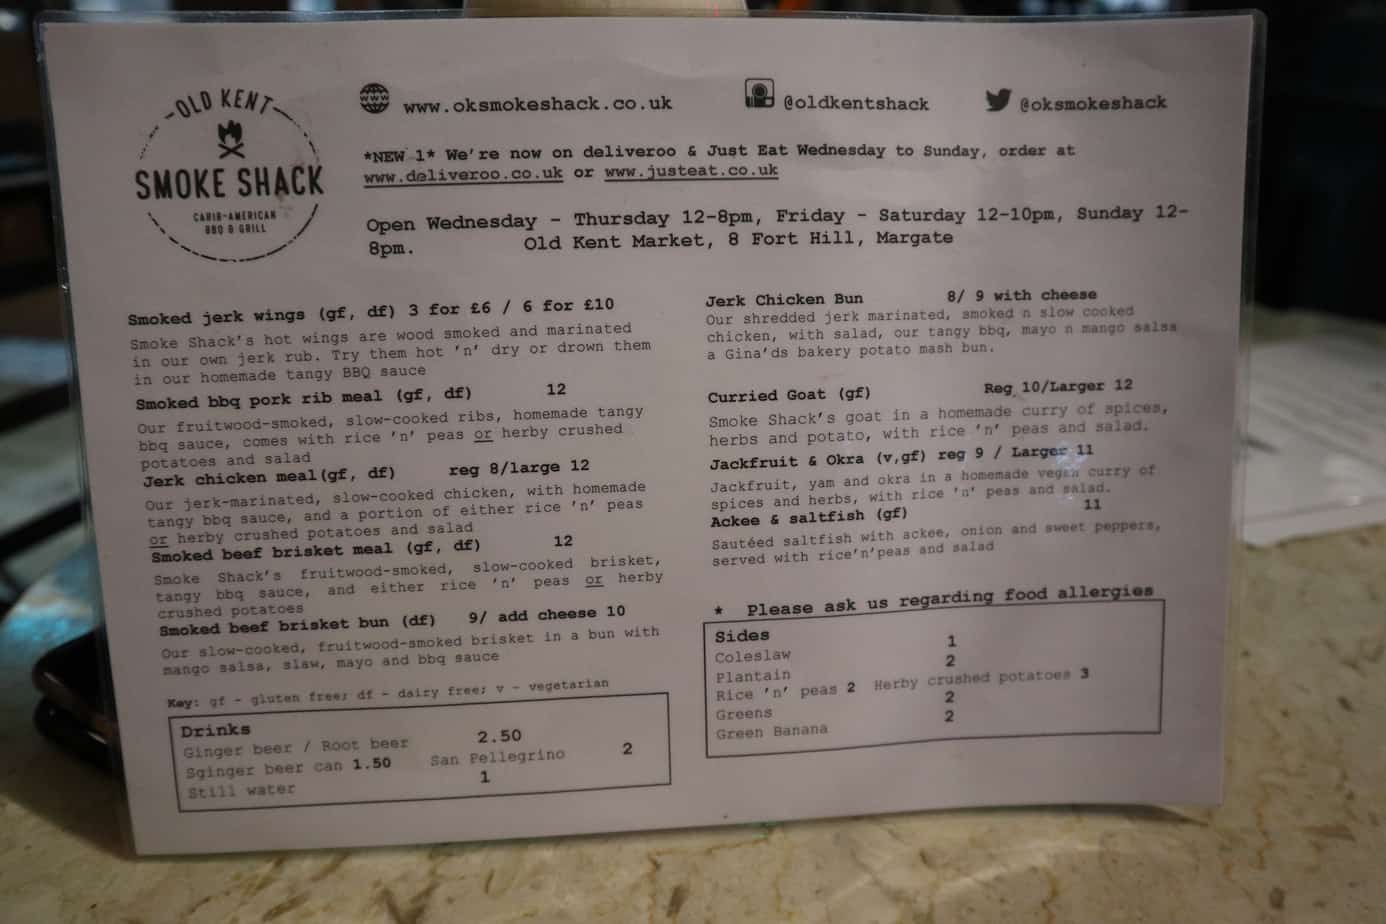 OLD KENT
SMOKE SHACK
CARIB-AMERICAN
BBQ & GRILL
www
www.oksmokeshack.co.uk
@oldkentshack
@oksmokeshack
*NEW 1* We're now on deliveroo & Just Eat Wednesday to Sunday, order at
www.deliveroo.co.uk or www.justeat.co.uk
Open Wednesday – Thursday 12-8pm, Friday – Saturday 12-10pm, Sunday 12-
8pm. Old Kent Market, 8 Fort Hill, Margate
Smoked jerk wings (gf, df) 3 for £6 / 6 for £10
Smoke Shack's hot wings are wood smoked and marinated
in our own jerk rub. Try them hot 'n' dry or drown them
in our homemade tangy BBQ sauce
Smoked bbq pork rib meal (gf, df) 12
Our fruitwood-smoked, slow-cooked ribs, homemade tangy
bbq sauce, comes with rice 'n' peas or herby crushed
potatoes and salad
Jerk chicken meal(gf, df) reg 8/large 12
Our jerk-marinated, slow-cooked chicken, with homemade
tangy bbq sauce, and a portion of either rice 'n' peas
or herby crushed potatoes and salad
Smoked beef brisket meal (gf, df) 12
Smoke Shack's fruitwood-smoked, slow-cooked brisket,
tangy bbq sauce, and either rice 'n' peas or herby
crushed potatoes
Smoked beef brisket bun (df) 9/ add cheese 10
Our slow-cooked, fruitwood-smoked brisket in a bun with
mango salsa, slaw, mayo and bbq sauce
Key: gf – gluten free; df – dairy free; v – vegetarian
Drinks
Ginger beer / Root beer 2.50
Sginger beer can 1.50 San Pellegrino 2
Still water 1
Jerk Chicken Bun 8/ 9 with cheese
Our shredded jerk marinated, smoked n slow cooked
chicken, with salad, our tangy bbq, mayo n mango salsa
a Gina'ds bakery potato mash bun.
Curried Goat (gf) Reg 10/Larger 12
Smoke Shack's goat in a homemade curry of spices,
herbs and potato, with rice 'n' peas and salad.
Jackfruit & Okra (v,gf) reg 9 / Larger 11
Jackfruit, yam and okra in a homemade vegan curry of
spices and herbs, with rice 'n' peas and salad.
Ackee & saltfish (gf) 11
Sautéed saltfish with ackee, onion and sweet peppers,
served with rice'n'peas and salad
* Please ask us regarding food allergies
Sides
Coleslaw 1
Plantain 2
Rice 'n' peas 2 Herby crushed potatoes 3
Greens 2
Green Banana 2